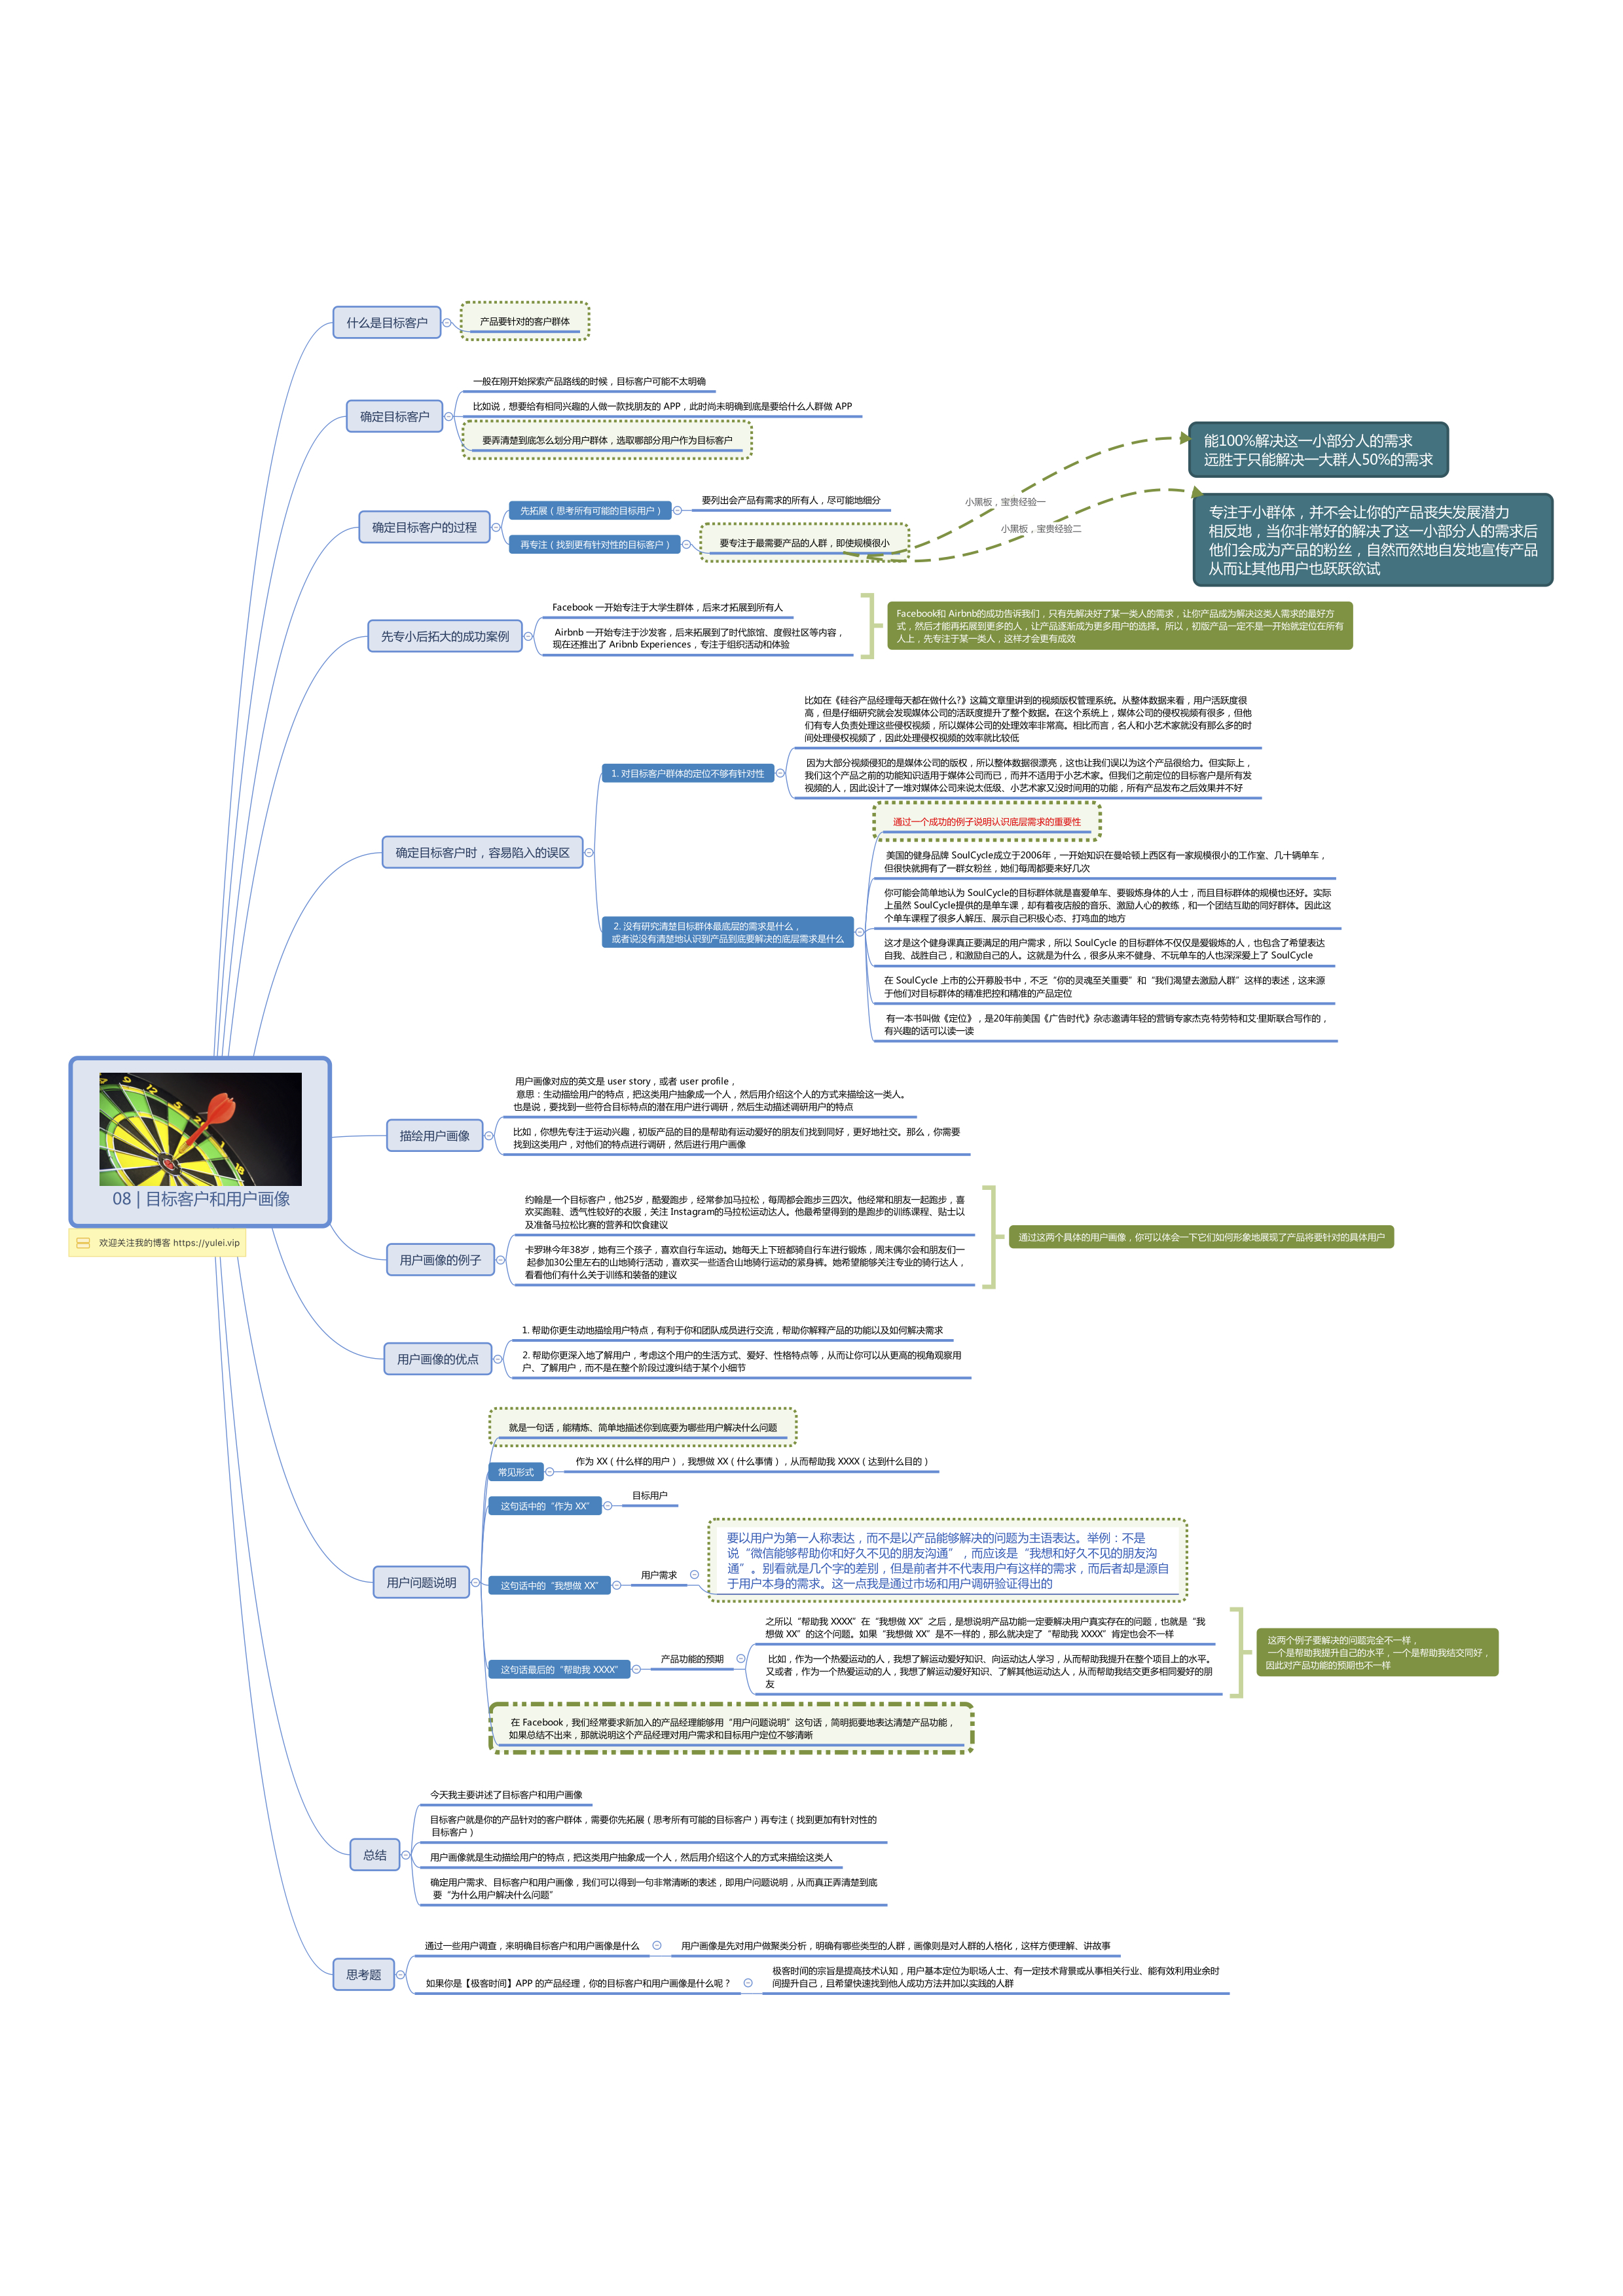 什么是目标客户
产品要针对的客户群体
确定目标客户
一般在刚开始探索产品路线的时候，目标客户可能不太明确
比如说，想要给有相同兴趣的人做一款找朋友的 APP，此时尚未明确到底是要给什么人群做 APP
要弄清楚到底怎么划分用户群体，选取哪部分用户作为目标客户
确定目标客户的过程
先拓展（思考所有可能的目标用户）
要列出会产品有需求的所有人，尽可能地细分
再专注（找到更有针对性的目标客户）
要专注于最需要产品的人群，即使规模很小
小黑板，宝贵经验一
小黑板，宝贵经验二
能100%解决这一小部分人的需求
远胜于只能解决一大群人50%的需求
专注于小群体，并不会让你的产品丧失发展潜力
相反地，当你非常好的解决了这一小部分人的需求后
他们会成为产品的粉丝，自然而然地自发地宣传产品
从而让其他用户也跃跃欲试
先专小后拓大的成功案例
Facebook 一开始专注于大学生群体，后来才拓展到所有人
Airbnb 一开始专注于沙发客，后来拓展到了时代旅馆、度假社区等内容，
现在还推出了 Aribnb Experiences，专注于组织活动和体验
Facebook和 Airbnb的成功告诉我们，只有先解决好了某一类人的需求，让你产品成为解决这类人需求的最好方
式，然后才能再拓展到更多的人，让产品逐渐成为更多用户的选择。所以，初版产品一定不是一开始就定位在所有
人上，先专注于某一类人，这样才会更有成效
确定目标客户时，容易陷入的误区
1. 对目标客户群体的定位不够有针对性
比如在《硅谷产品经理每天都在做什么?》这篇文章里讲到的视频版权管理系统。从整体数据来看，用户活跃度很
高，但是仔细研究就会发现媒体公司的活跃度提升了整个数据。在这个系统上，媒体公司的侵权视频有很多，但他
们有专人负责处理这些侵权视频，所以媒体公司的处理效率非常高。相比而言，名人和小艺术家就没有那么多的时
间处理侵权视频了，因此处理侵权视频的效率就比较低
因为大部分视频侵犯的是媒体公司的版权，所以整体数据很漂亮，这也让我们误以为这个产品很给力。但实际上，
我们这个产品之前的功能知识适用于媒体公司而已，而并不适用于小艺术家。但我们之前定位的目标客户是所有发
视频的人，因此设计了一堆对媒体公司来说太低级、小艺术家又没时间用的功能，所有产品发布之后效果并不好
2. 没有研究清楚目标群体最底层的需求是什么，
或者说没有清楚地认识到产品到底要解决的底层需求是什么
通过一个成功的例子说明认识底层需求的重要性
美国的健身品牌 SoulCycle成立于2006年，一开始知识在曼哈顿上西区有一家规模很小的工作室、几十辆单车，
但很快就拥有了一群女粉丝，她们每周都要来好几次
你可能会简单地认为 SoulCycle的目标群体就是喜爱单车、要锻炼身体的人士，而且目标群体的规模也还好。实际
上虽然 SoulCycle提供的是单车课，却有着夜店般的音乐、激励人心的教练，和一个团结互助的同好群体。因此这
个单车课程了很多人解压、展示自己积极心态、打鸡血的地方
这才是这个健身课真正要满足的用户需求，所以 SoulCycle 的目标群体不仅仅是爱锻炼的人，也包含了希望表达
自我、战胜自己，和激励自己的人。这就是为什么，很多从来不健身、不玩单车的人也深深爱上了 SoulCycle
在 SoulCycle 上市的公开募股书中，不乏“你的灵魂至关重要”和“我们渴望去激励人群”这样的表述，这来源
于他们对目标群体的精准把控和精准的产品定位
有一本书叫做《定位》，是20年前美国《广告时代》杂志邀请年轻的营销专家杰克·特劳特和艾·里斯联合写作的，
有兴趣的话可以读一读
08 | 目标客户和用户画像
欢迎关注我的博客 https://yulei.vip
描绘用户画像
用户画像对应的英文是 user story，或者 user profile，
意思：生动描绘用户的特点，把这类用户抽象成一个人，然后用介绍这个人的方式来描绘这一类人。
也是说，要找到一些符合目标特点的潜在用户进行调研，然后生动描述调研用户的特点
比如，你想先专注于运动兴趣，初版产品的目的是帮助有运动爱好的朋友们找到同好，更好地社交。那么，你需要
找到这类用户，对他们的特点进行调研，然后进行用户画像
用户画像的例子
约翰是一个目标客户，他25岁，酷爱跑步，经常参加马拉松，每周都会跑步三四次。他经常和朋友一起跑步，喜
欢买跑鞋、透气性较好的衣服，关注 Instagram的马拉松运动达人。他最希望得到的是跑步的训练课程、贴士以
及准备马拉松比赛的营养和饮食建议
卡罗琳今年38岁，她有三个孩子，喜欢自行车运动。她每天上下班都骑自行车进行锻炼，周末偶尔会和朋友们一
起参加30公里左右的山地骑行活动，喜欢买一些适合山地骑行运动的紧身裤。她希望能够关注专业的骑行达人，
看看他们有什么关于训练和装备的建议
通过这两个具体的用户画像，你可以体会一下它们如何形象地展现了产品将要针对的具体用户
用户画像的优点
1. 帮助你更生动地描绘用户特点，有利于你和团队成员进行交流，帮助你解释产品的功能以及如何解决需求
2. 帮助你更深入地了解用户，考虑这个用户的生活方式、爱好、性格特点等，从而让你可以从更高的视角观察用
户、了解用户，而不是在整个阶段过渡纠结于某个小细节
用户问题说明
就是一句话，能精炼、简单地描述你到底要为哪些用户解决什么问题
常见形式
作为 XX（什么样的用户），我想做 XX（什么事情），从而帮助我 XXXX（达到什么目的）
这句话中的“作为 XX”
目标用户
这句话中的“我想做 XX”
用户需求
要以用户为第一人称表达，而不是以产品能够解决的问题为主语表达。举例：不是
说“微信能够帮助你和好久不见的朋友沟通”，而应该是“我想和好久不见的朋友沟
通”。别看就是几个字的差别，但是前者并不代表用户有这样的需求，而后者却是源自
于用户本身的需求。这一点我是通过市场和用户调研验证得出的
这句话最后的“帮助我 XXXX”
产品功能的预期
之所以“帮助我 XXXX”在“我想做 XX”之后，是想说明产品功能一定要解决用户真实存在的问题，也就是“我
想做 XX”的这个问题。如果“我想做 XX”是不一样的，那么就决定了“帮助我 XXXX”肯定也会不一样
比如，作为一个热爱运动的人，我想了解运动爱好知识、向运动达人学习，从而帮助我提升在整个项目上的水平。
又或者，作为一个热爱运动的人，我想了解运动爱好知识、了解其他运动达人，从而帮助我结交更多相同爱好的朋
友
这两个例子要解决的问题完全不一样，
一个是帮助我提升自己的水平，一个是帮助我结交同好，
因此对产品功能的预期也不一样
在 Facebook，我们经常要求新加入的产品经理能够用“用户问题说明”这句话，简明扼要地表达清楚产品功能，
如果总结不出来，那就说明这个产品经理对用户需求和目标用户定位不够清晰
总结
今天我主要讲述了目标客户和用户画像
目标客户就是你的产品针对的客户群体，需要你先拓展（思考所有可能的目标客户）再专注（找到更加有针对性的
目标客户）
用户画像就是生动描绘用户的特点，把这类用户抽象成一个人，然后用介绍这个人的方式来描绘这类人
确定用户需求、目标客户和用户画像，我们可以得到一句非常清晰的表述，即用户问题说明，从而真正弄清楚到底
要“为什么用户解决什么问题”
思考题
通过一些用户调查，来明确目标客户和用户画像是什么
用户画像是先对用户做聚类分析，明确有哪些类型的人群，画像则是对人群的人格化，这样方便理解、讲故事
如果你是【极客时间】APP 的产品经理，你的目标客户和用户画像是什么呢？
极客时间的宗旨是提高技术认知，用户基本定位为职场人士、有一定技术背景或从事相关行业、能有效利用业余时
间提升自己，且希望快速找到他人成功方法并加以实践的人群